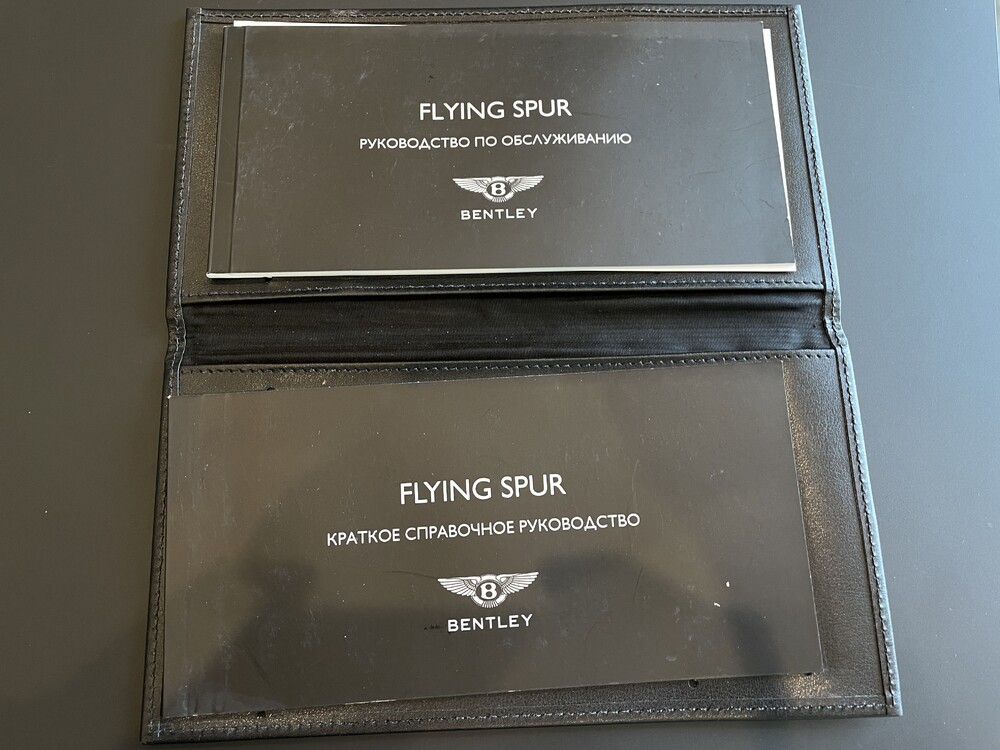 FLYING SPUR
РУКОВОДСТВО ПО ОБСЛУЖИВАНИЮ
B
BENTLEY
FLYING SPUR
КРАТКОЕ СПРАВОЧНОЕ РУКОВОДСТВО
B
BENTLEY